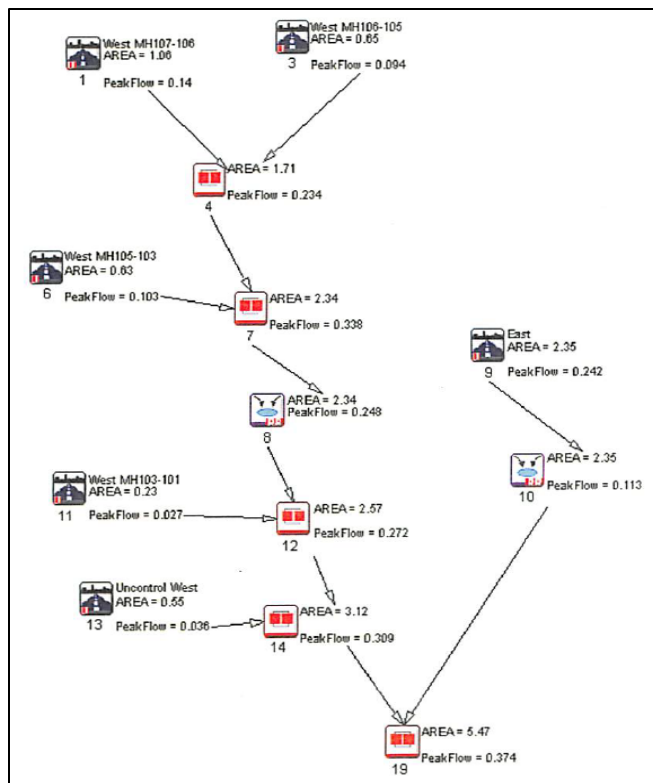 West MH107-106
AREA = 1.06
PeakFlow = 0.14
1
West MH106-105
AREA = 0.65
PeakFlow = 0.094
3
AREA = 1.71
PeakFlow = 0.234
4
West MH105-103
AREA = 0.63
PeakFlow = 0.103
6
AREA = 2.34
PeakFlow = 0.338
7
East
AREA = 2.35
PeakFlow = 0.242
9
AREA = 2.34
PeakFlow = 0.248
8
AREA = 2.35
PeakFlow = 0.113
10
West MH103-101
AREA = 0.23
PeakFlow = 0.027
11
AREA = 2.57
PeakFlow = 0.272
12
Uncontrol West
AREA = 0.55
PeakFlow = 0.036
13
AREA = 3.12
PeakFlow = 0.309
14
AREA = 5.47
PeakFlow = 0.374
19